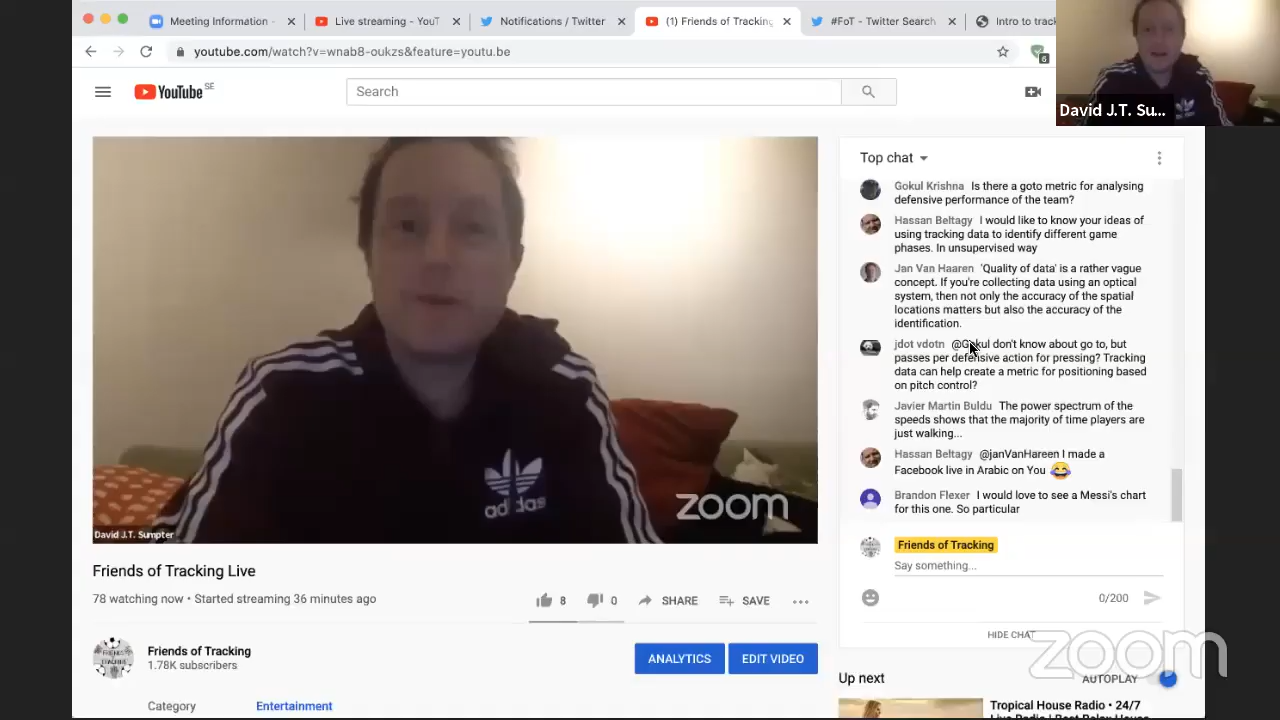 Meeting Information -
Live streaming - YouT
Notifications / Twitter
(1) Friends of Tracking
#FoT - Twitter Search
Intro to track
youtube.com/watch?v=wnab8-oukzs&feature=youtu.be
6
YouTube SE
Search
David J.T. Su...
Top chat
Gokul Krishna Is there a goto metric for analysing
defensive performance of the team?
Hassan Beltagy I would like to know your ideas of
using tracking data to identify different game
phases. In unsupervised way
Jan Van Haaren 'Quality of data' is a rather vague
concept. If you're collecting data using an optical
system, then not only the accuracy of the spatial
locations matters but also the accuracy of the
identification.
jdot vdotn @Gokul don't know about go to, but
passes per defensive action for pressing? Tracking
data can help create a metric for positioning based
on pitch control?
Javier Martin Buldu The power spectrum of the
speeds shows that the majority of time players are
just walking...
Hassan Beltagy @janVanHareen I made a
Facebook live in Arabic on You 😂
Brandon Flexer I would love to see a Messi's chart
for this one. So particular
Friends of Tracking
Say something...
0/200
HIDE CHAT
adidas
zoom
David J.T. Sumpter
Friends of Tracking Live
78 watching now • Started streaming 36 minutes ago
8
0
SHARE
SAVE
FRIENDS
OF
TRACKING
Friends of Tracking
1.78K subscribers
ANALYTICS
EDIT VIDEO
Category
Entertainment
zoom
Up next
AUTOPLAY
Tropical House Radio • 24/7